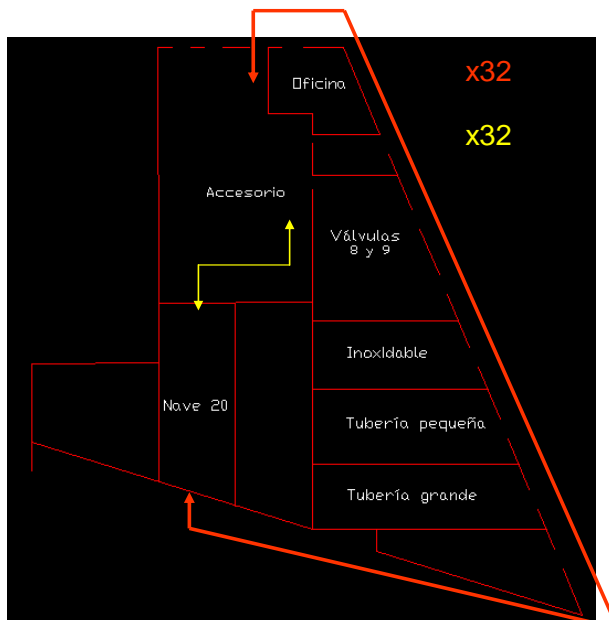 x32
Oficina
x32
Accesorio
Válvulas
8 y 9
Inoxidable
Nave 20
Tubería pequeña
Tubería grande